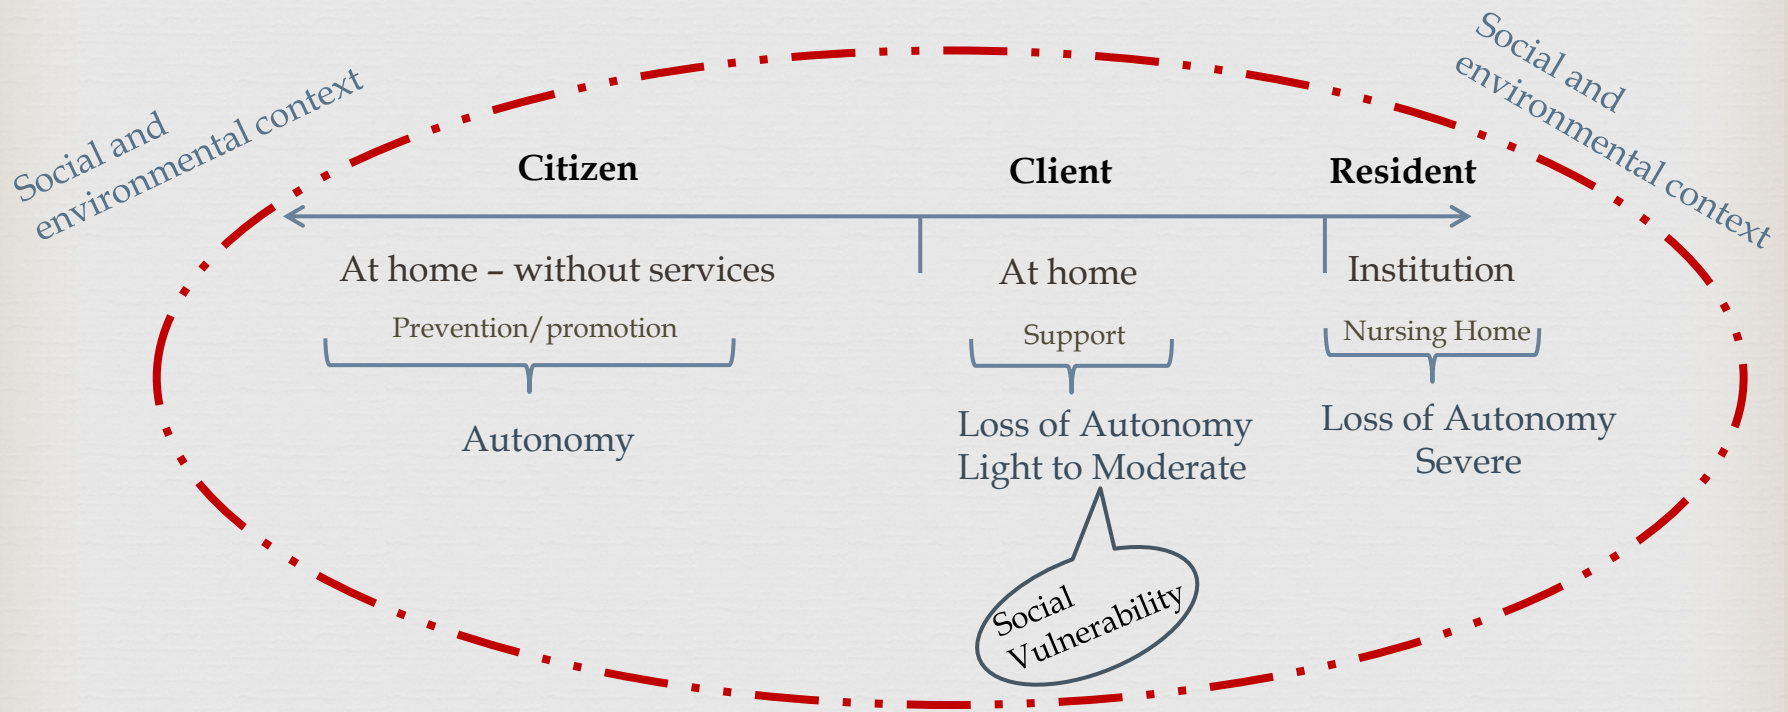 Social and
environmental context
Social and
environmental context
Citizen
Client
Resident
At home – without services
At home
Institution
Prevention/promotion
Support
Nursing Home
Autonomy
Loss of Autonomy
Light to Moderate
Loss of Autonomy
Severe
Social
Vulnerability